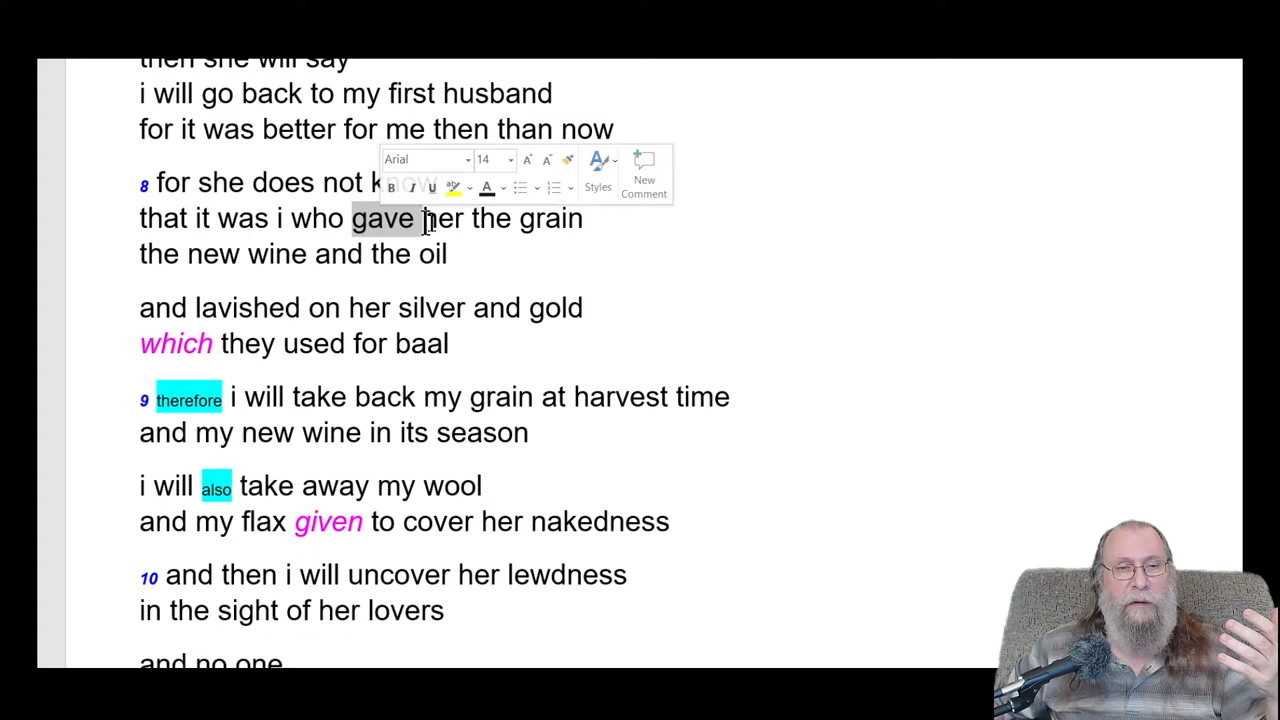 then she will say
i will go back to my first husband
for it was better for me then than now
Arial 14
Styles
New
Comment
8 for she does not know
that it was i who gave her the grain
the new wine and the oil
and lavished on her silver and gold
which they used for baal
9 therefore i will take back my grain at harvest time
and my new wine in its season
i will also take away my wool
and my flax given to cover her nakedness
10 and then i will uncover her lewdness
in the sight of her lovers
and no one